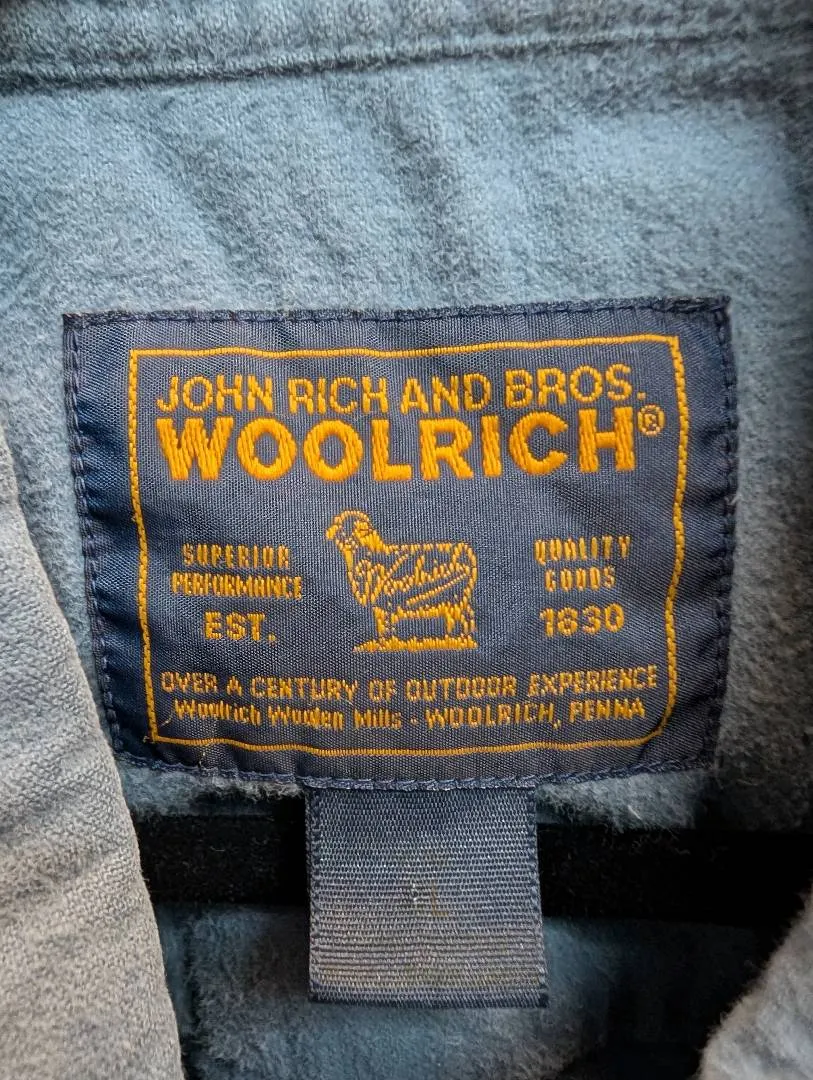 JOHN RICH AND BROS.
WOOLRICH®
SUPERIOR
PERFORMANCE
EST.
Woolrich
QUALITY
GOODS
1830
OVER A CENTURY OF OUTDOOR EXPERIENCE
Woolrich Woolen Mills - WOOLRICH, PENNA